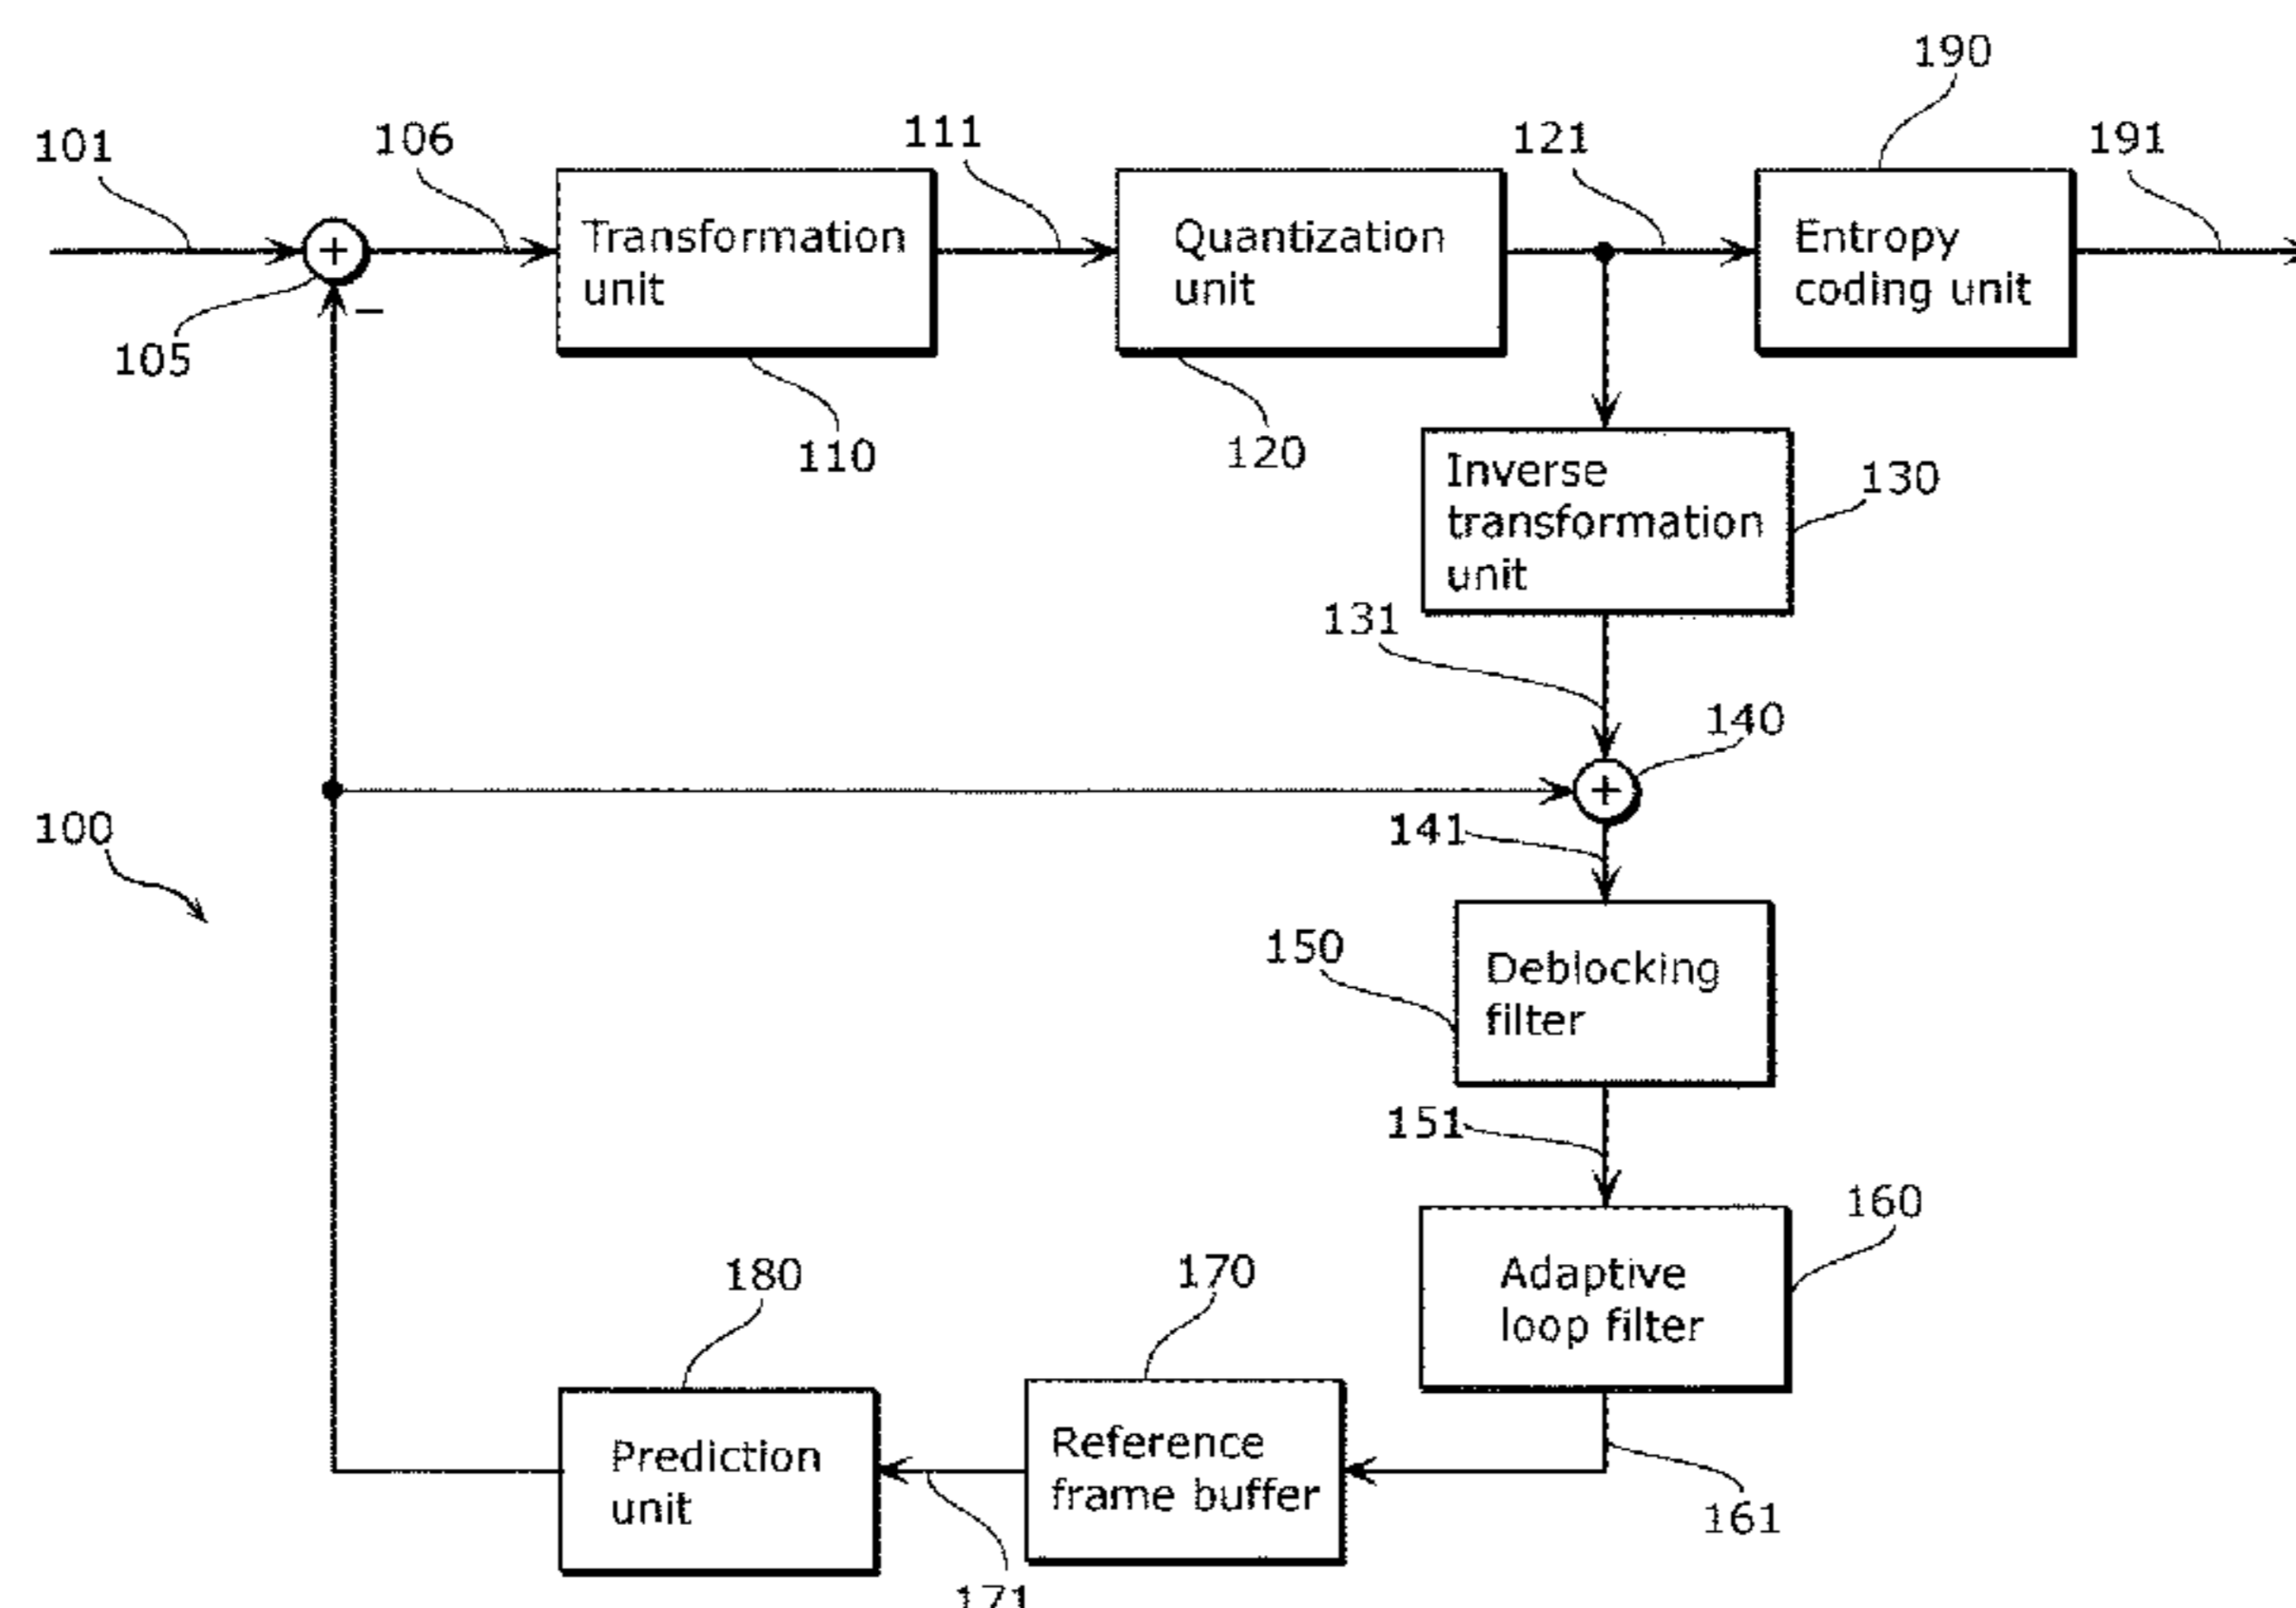 190
101
106
111
121
191
+
Transformation
unit
Quantization
unit
Entropy
coding unit
−
105
110
120
Inverse
transformation
unit
130
131
140
+
100
141
150
Deblocking
filter
151
160
Adaptive
loop filter
180
170
Prediction
unit
Reference
frame buffer
161
171